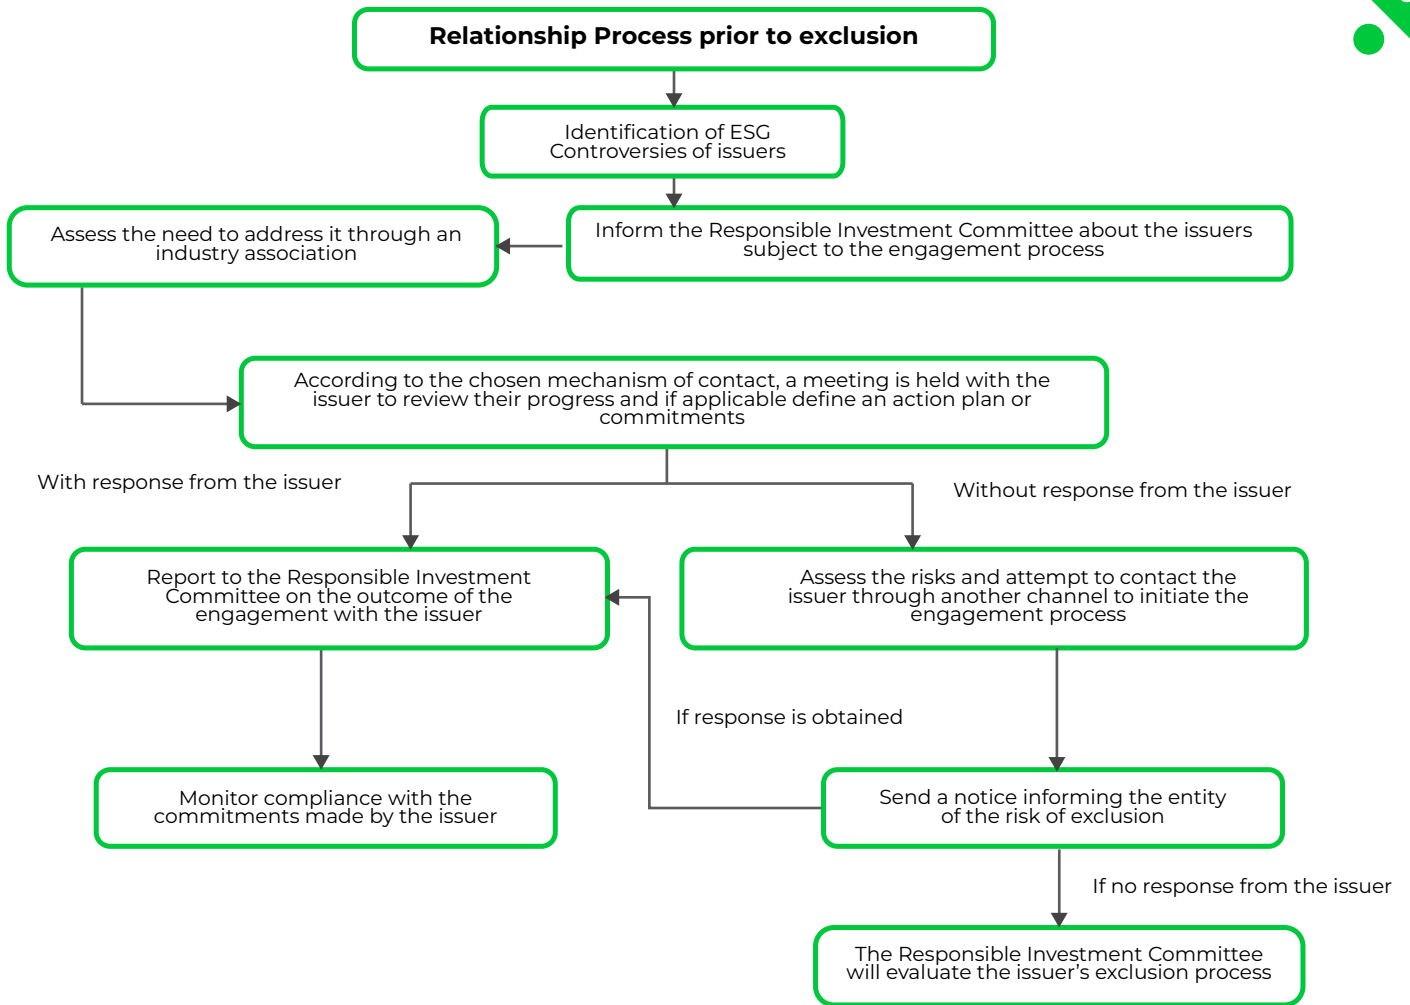 Relationship Process prior to exclusion
Identification of ESG
Controversies of issuers
Inform the Responsible Investment Committee about the issuers
subject to the engagement process
Assess the need to address it through an
industry association
According to the chosen mechanism of contact, a meeting is held with the
issuer to review their progress and if applicable define an action plan or
commitments
With response from the issuer
Without response from the issuer
Report to the Responsible Investment
Committee on the outcome of the
engagement with the issuer
Assess the risks and attempt to contact the
issuer through another channel to initiate the
engagement process
If response is obtained
Monitor compliance with the
commitments made by the issuer
Send a notice informing the entity
of the risk of exclusion
If no response from the issuer
The Responsible Investment Committee
will evaluate the issuer’s exclusion process